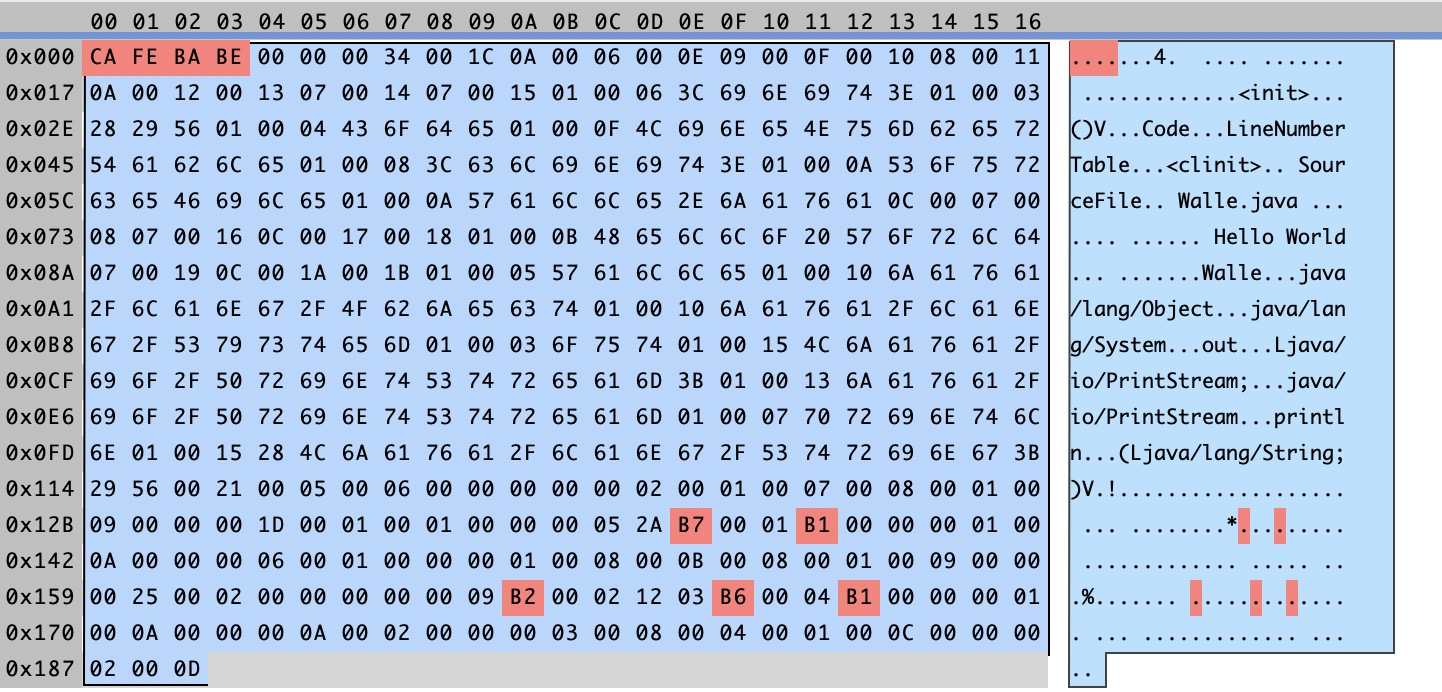 00 01 02 03 04 05 06 07 08 09 0A 0B 0C 0D 0E 0F 10 11 12 13 14 15 16
0x000 CA FE BA BE 00 00 00 34 00 1C 0A 00 06 00 0E 09 00 0F 00 10 08 00 11 .......4. .... .......
0x017 0A 00 12 00 13 07 00 14 07 00 15 01 00 06 3C 69 6E 69 74 3E 01 00 03 .............<init>...
0x02E 28 29 56 01 00 04 43 6F 64 65 01 00 0F 4C 69 6E 65 4E 75 6D 62 65 72 ()V...Code...LineNumber
0x045 54 61 62 6C 65 01 00 08 3C 63 6C 69 6E 69 74 3E 01 00 0A 53 6F 75 72 Table...<clinit>.. Sour
0x05C 63 65 46 69 6C 65 01 00 0A 57 61 6C 6C 65 2E 6A 61 76 61 0C 00 07 00 ceFile.. Walle.java ...
0x073 08 07 00 16 0C 00 17 00 18 01 00 0B 48 65 6C 6C 6F 20 57 6F 72 6C 64 .... ...... Hello World
0x08A 07 00 19 0C 00 1A 00 1B 01 00 05 57 61 6C 6C 65 01 00 10 6A 61 76 61 ... .......Walle...java
0x0A1 2F 6C 61 6E 67 2F 4F 62 6A 65 63 74 01 00 10 6A 61 76 61 2F 6C 61 6E /lang/Object...java/lan
0x0B8 67 2F 53 79 73 74 65 6D 01 00 03 6F 75 74 01 00 15 4C 6A 61 76 61 2F g/System...out...Ljava/
0x0CF 69 6F 2F 50 72 69 6E 74 53 74 72 65 61 6D 3B 01 00 13 6A 61 76 61 2F io/PrintStream;...java/
0x0E6 69 6F 2F 50 72 69 6E 74 53 74 72 65 61 6D 01 00 07 70 72 69 6E 74 6C io/PrintStream...printl
0x0FD 6E 01 00 15 28 4C 6A 61 76 61 2F 6C 61 6E 67 2F 53 74 72 69 6E 67 3B n...(Ljava/lang/String;
0x114 29 56 00 21 00 05 00 06 00 00 00 00 00 02 00 01 00 07 00 08 00 01 00 )V.!...................
0x12B 09 00 00 00 1D 00 01 00 01 00 00 00 05 2A B7 00 01 B1 00 00 00 01 00 ... ........*.........
0x142 0A 00 00 00 06 00 01 00 00 00 01 00 08 00 0B 00 08 00 01 00 09 00 00 ............. ..... ..
0x159 00 25 00 02 00 00 00 00 00 09 B2 00 02 12 03 B6 00 04 B1 00 00 00 01 .%....... .............
0x170 00 0A 00 00 00 0A 00 02 00 00 00 03 00 08 00 04 00 01 00 0C 00 00 00 . ... ............. ...
0x187 02 00 0D ..